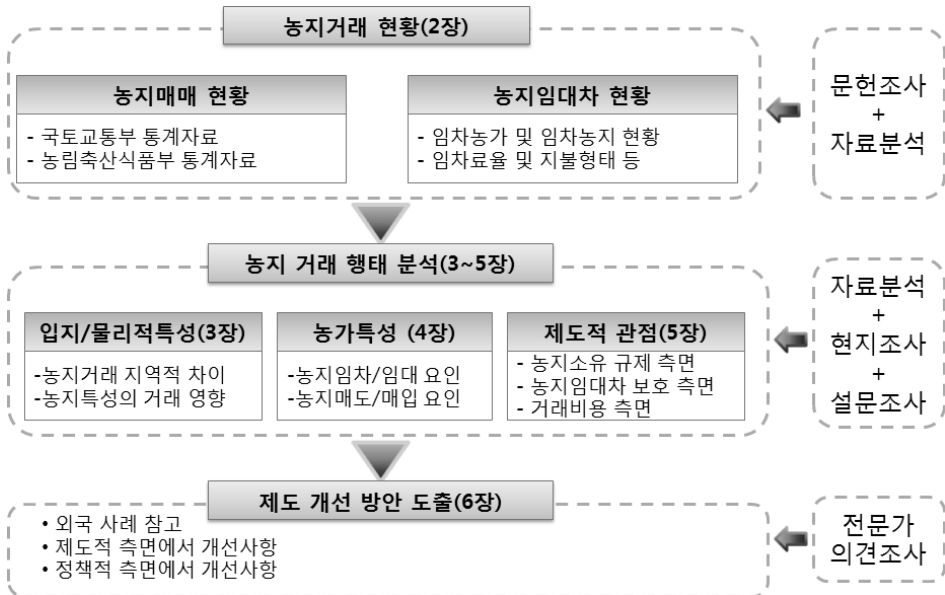 농지거래 현황(2장)
농지매매 현황
- 국토교통부 통계자료
- 농림축산식품부 통계자료
농지임대차 현황
- 임차농가 및 임차농지 현황
- 임차료율 및 지불형태 등
문헌조사
+
자료분석
농지 거래 행태 분석(3~5장)
입지/물리적특성(3장)
-농지거래 지역적 차이
-농지특성의 거래 영향
농가특성 (4장)
-농지임차/임대 요인
-농지매도/매입 요인
제도적 관점(5장)
- 농지소유 규제 측면
- 농지임대차 보호 측면
- 거래비용 측면
자료분석
+
현지조사
+
설문조사
제도 개선 방안 도출(6장)
• 외국 사례 참고
• 제도적 측면에서 개선사항
• 정책적 측면에서 개선사항
전문가
의견조사